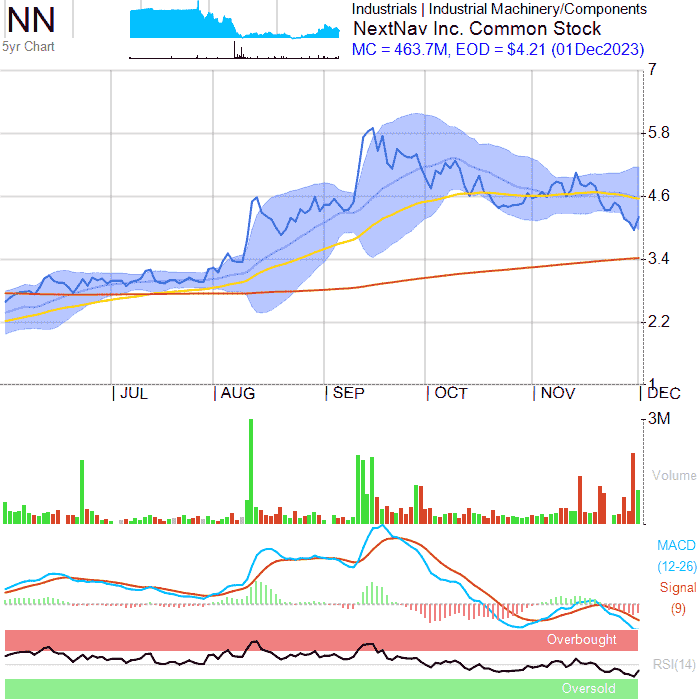 NN
5yr Chart
Industrials | Industrial Machinery/Components
NextNav Inc. Common Stock
MC = 463.7M, EOD = $4.21 (01Dec2023)
7
5.8
4.6
3.4
2.2
1
JUL
AUG
SEP
OCT
NOV
DEC
3M
Volume
MACD
(12-26)
Signal
(9)
Overbought
RSI(14)
Oversold